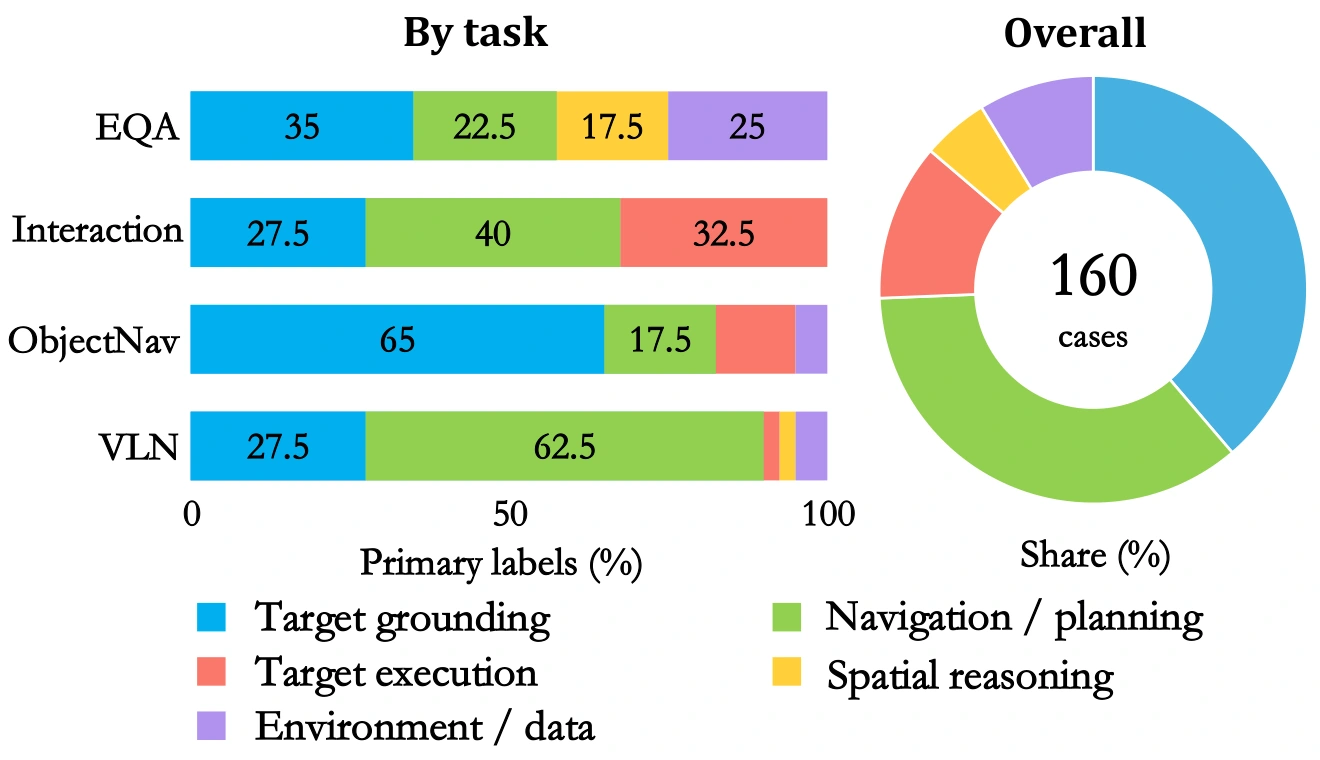 By task
Overall
EQA
35
22.5
17.5
25
Interaction
27.5
40
32.5
ObjectNav
65
17.5
VLN
27.5
62.5
0
50
100
Primary labels (%)
160
cases
Share (%)
Target grounding
Navigation / planning
Target execution
Spatial reasoning
Environment / data